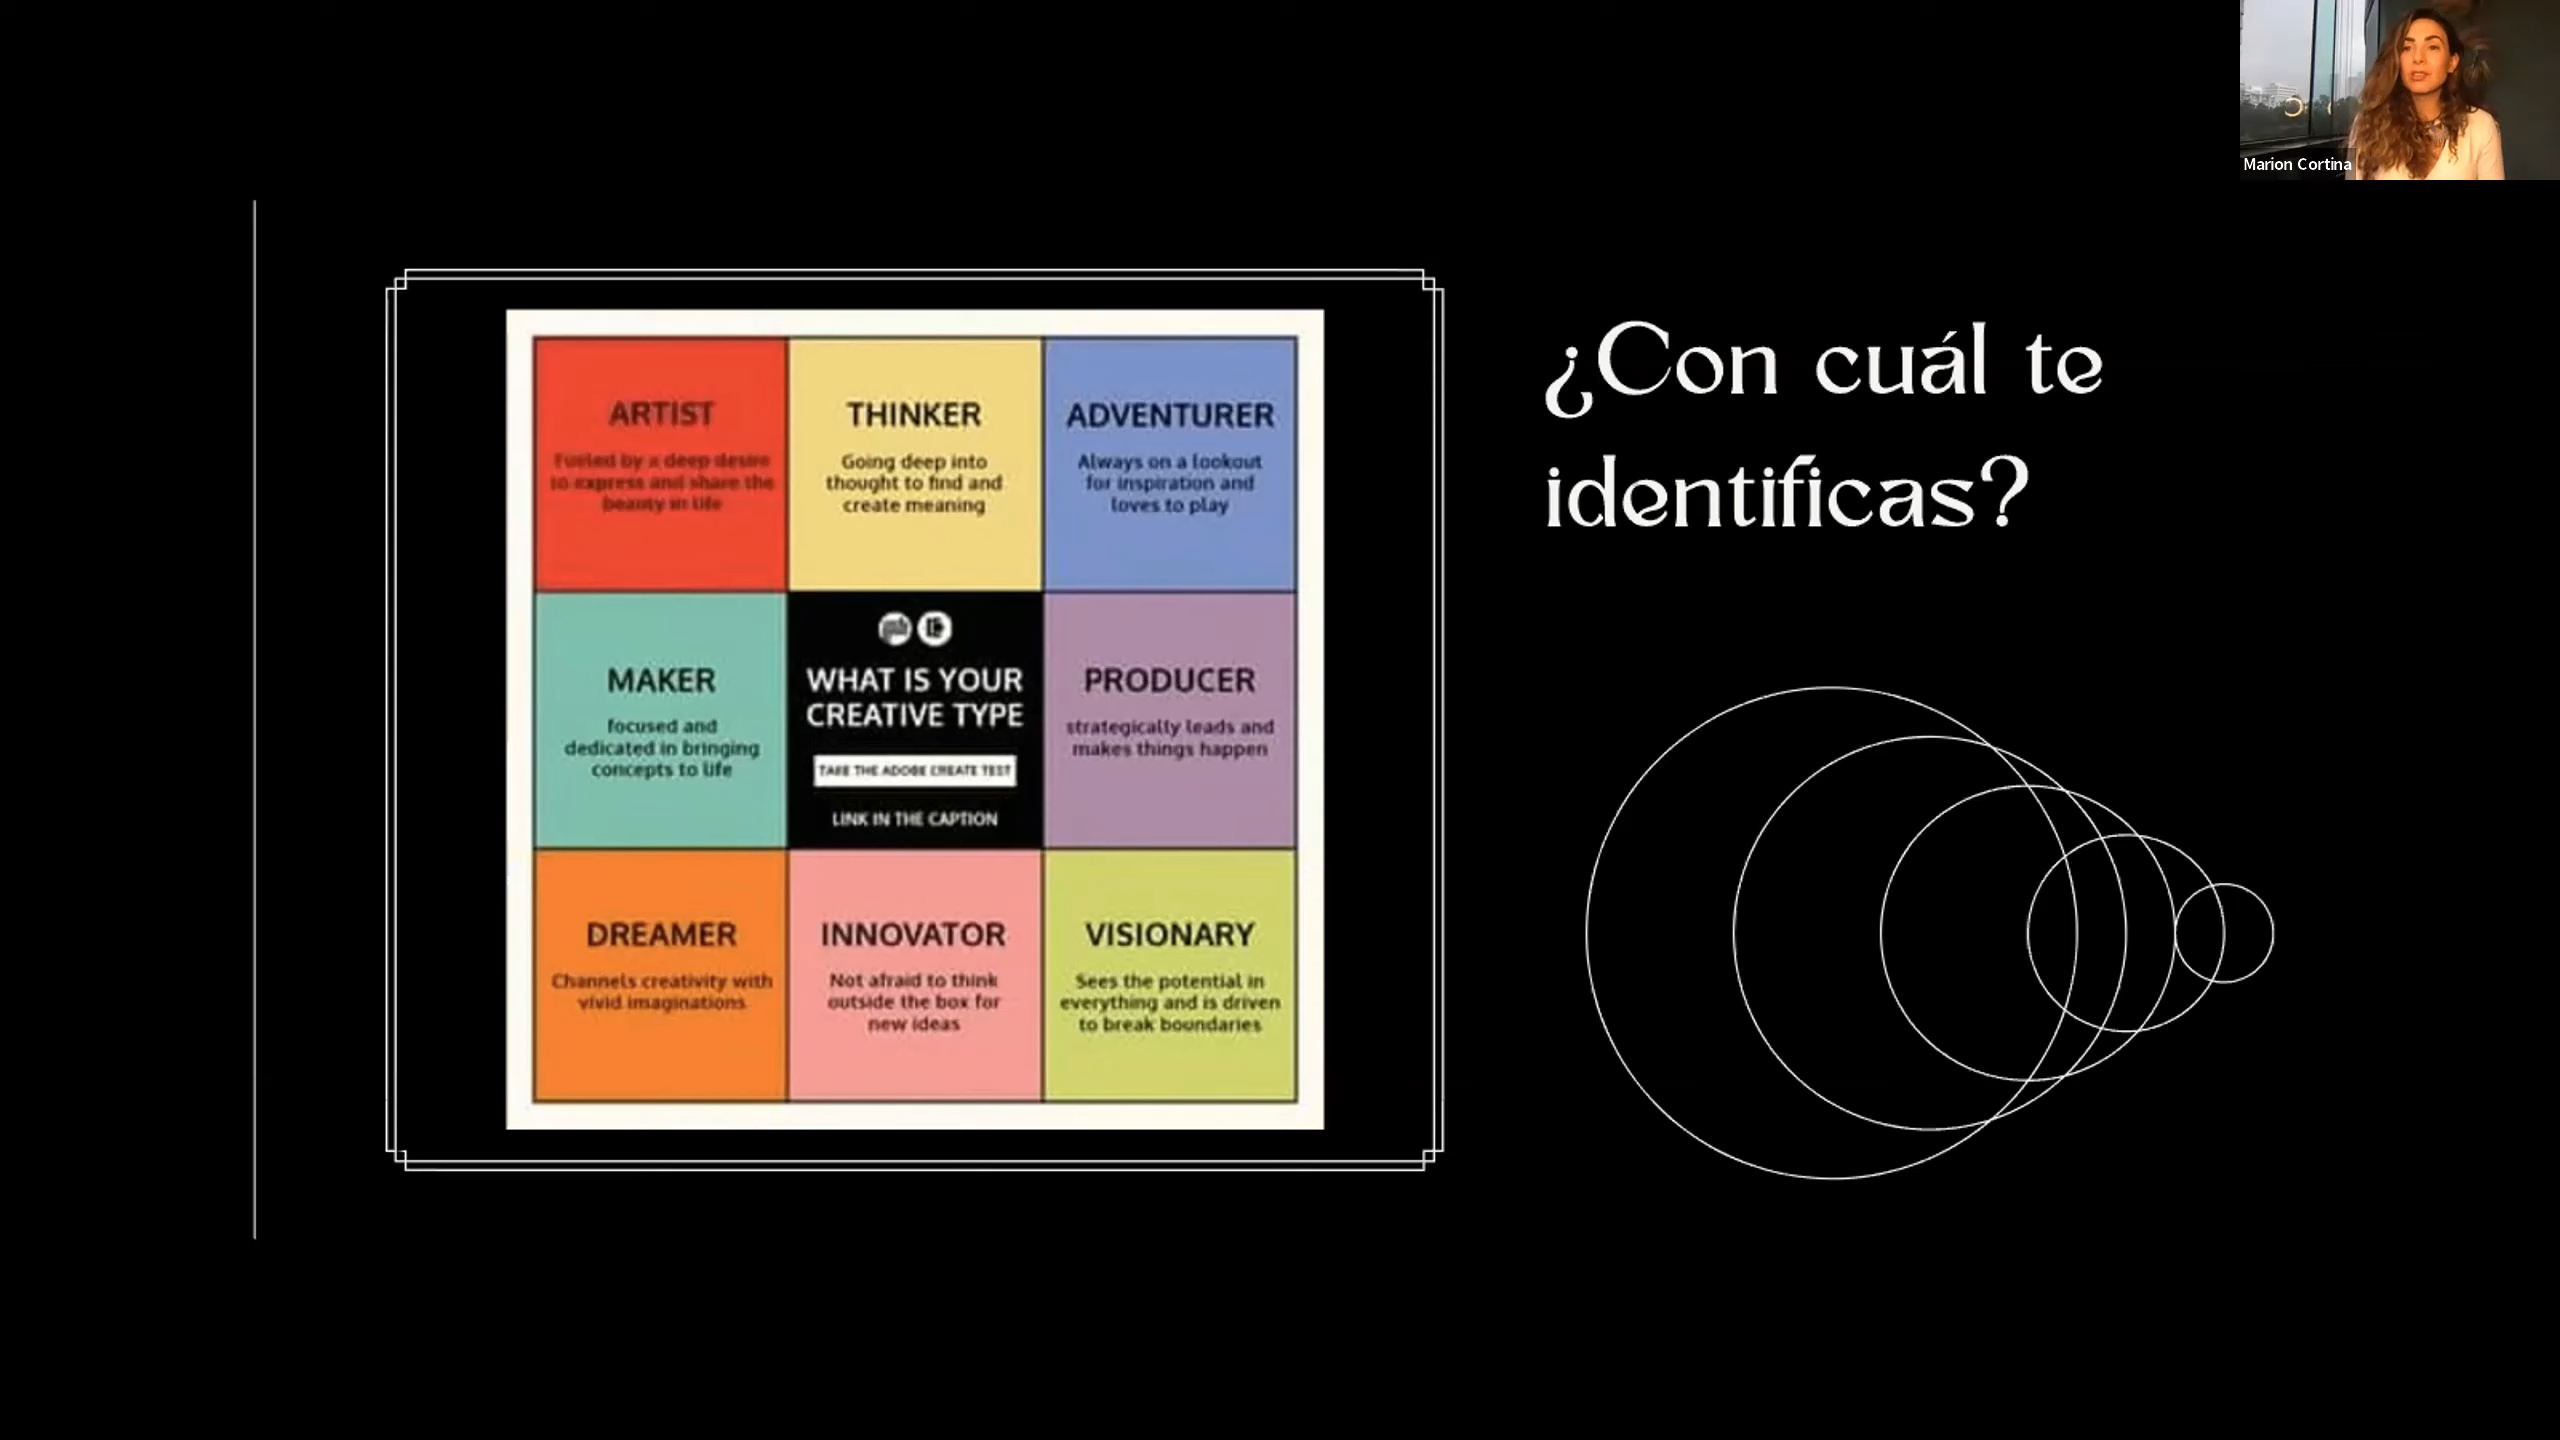 Marion Cortina
¿Con cuál te
identificas?
ARTIST
Fueled by a deep desire
to express and share the
beauty in life
THINKER
Going deep into
thought to find and
create meaning
ADVENTURER
Always on a lookout
for inspiration and
loves to play
MAKER
focused and
dedicated in bringing
concepts to life
WHAT IS YOUR
CREATIVE TYPE
TAKE THE ADOBE CREATE TEST
LINK IN THE CAPTION
PRODUCER
strategically leads and
makes things happen
DREAMER
Channels creativity with
vivid imaginations
INNOVATOR
Not afraid to think
outside the box for
new ideas
VISIONARY
Sees the potential in
everything and is driven
to break boundaries